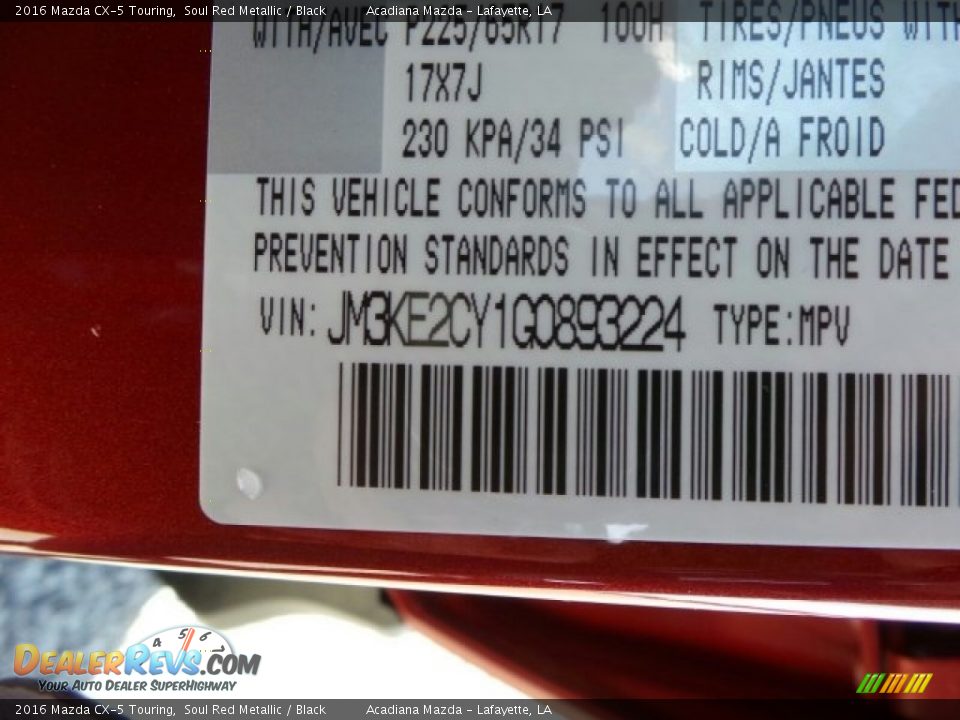 2016 Mazda CX-5 Touring, Soul Red Metallic / Black Acadiana Mazda - Lafayette, LA
WITH/AVEC P225/65R17 100H TIRES/PNEUS WITH
17X7J RIMS/JANTES
230 KPA/34 PSI COLD/A FROID
THIS VEHICLE CONFORMS TO ALL APPLICABLE FED
PREVENTION STANDARDS IN EFFECT ON THE DATE
VIN: JM3KE2CY1G0893224 TYPE:MPV
4 5 6
DEALERREVS.COM
YOUR AUTO DEALER SUPERHIGHWAY
2016 Mazda CX-5 Touring, Soul Red Metallic / Black Acadiana Mazda - Lafayette, LA